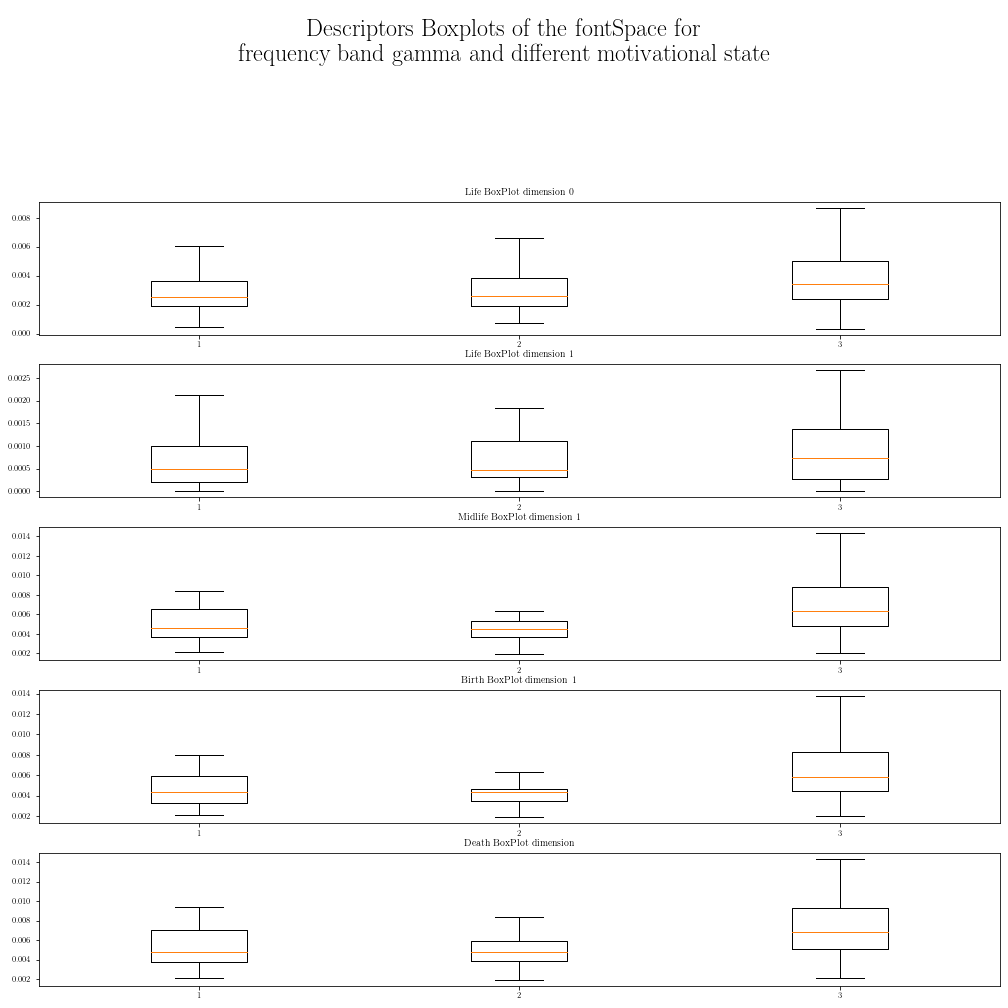 Descriptors Boxplots of the fontSpace for
frequency band gamma and different motivational state
Life BoxPlot dimension 0
0.008
0.006
0.004
0.002
0.000
1 2 3
Life BoxPlot dimension 1
0.0025
0.0020
0.0015
0.0010
0.0005
0.0000
1 2 3
Midlife BoxPlot dimension 1
0.014
0.012
0.010
0.008
0.006
0.004
0.002
1 2 3
Birth BoxPlot dimension 1
0.014
0.012
0.010
0.008
0.006
0.004
0.002
1 2 3
Death BoxPlot dimension
0.014
0.012
0.010
0.008
0.006
0.004
0.002
1 2 3